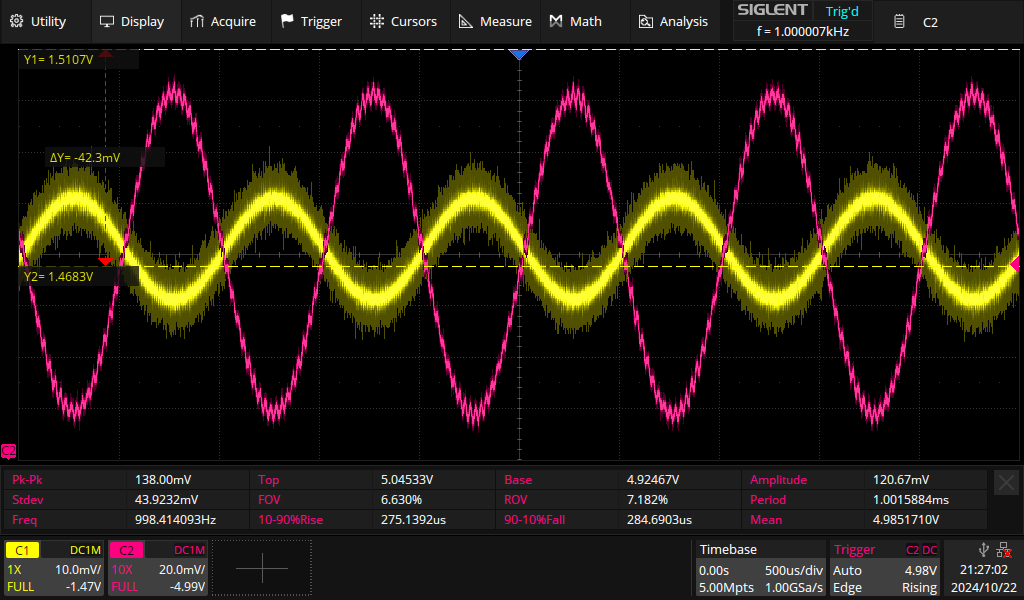 Utility Display Acquire Trigger Cursors Measure Math Analysis SIGLENT Trig'd C2
f = 1.000007kHz
Y1= 1.5107V
ΔY= -42.3mV
Y2= 1.4683V
C2
Pk-Pk 138.00mV Top 5.04533V Base 4.92467V Amplitude 120.67mV
Stdev 43.9232mV FOV 6.630% ROV 7.182% Period 1.0015884ms
Freq 998.414093Hz 10-90%Rise 275.1392us 90-10%Fall 284.6903us Mean 4.9851710V
C1 DC1M C2 DC1M Timebase Trigger C2 DC
1X 10.0mV/ 10X 20.0mV/ 0.00s 500us/div Auto 4.98V 21:27:02
FULL -1.47V FULL -4.99V 5.00Mpts 1.00GSa/s Edge Rising 2024/10/22